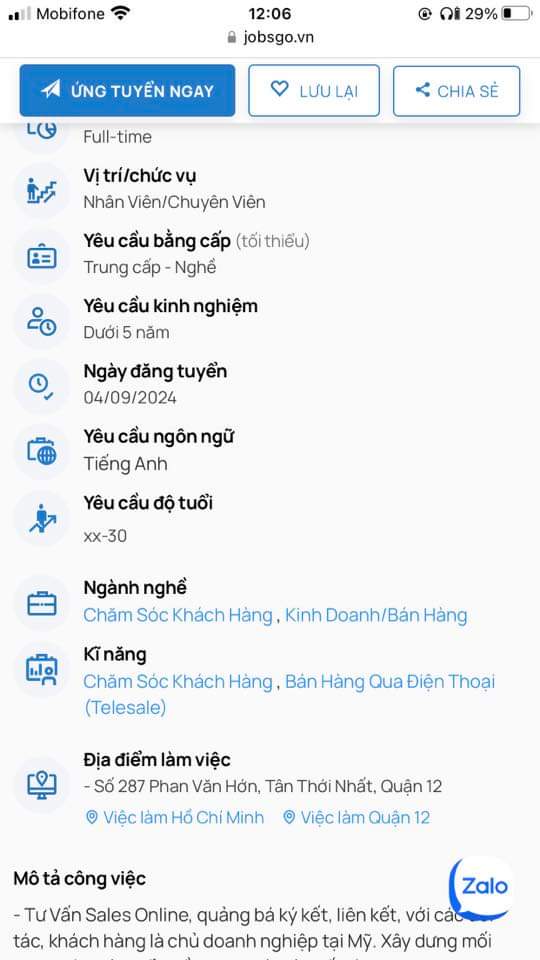 Mobifone 12:06 29%
jobsgo.vn
ỨNG TUYỂN NGAY LƯU LẠI CHIA SẺ
Full-time
Vị trí/chức vụ
Nhân Viên/Chuyên Viên
Yêu cầu bằng cấp (tối thiểu)
Trung cấp - Nghề
Yêu cầu kinh nghiệm
Dưới 5 năm
Ngày đăng tuyển
04/09/2024
Yêu cầu ngôn ngữ
Tiếng Anh
Yêu cầu độ tuổi
xx-30
Ngành nghề
Chăm Sóc Khách Hàng , Kinh Doanh/Bán Hàng
Kĩ năng
Chăm Sóc Khách Hàng , Bán Hàng Qua Điện Thoại
(Telesale)
Địa điểm làm việc
- Số 287 Phan Văn Hớn, Tân Thới Nhất, Quận 12
Việc làm Hồ Chí Minh Việc làm Quận 12
Mô tả công việc
Zalo
- Tư Vấn Sales Online, quảng bá ký kết, liên kết, với
tác, khách hàng là chủ doanh nghiệp tại Mỹ. Xây dưng mối